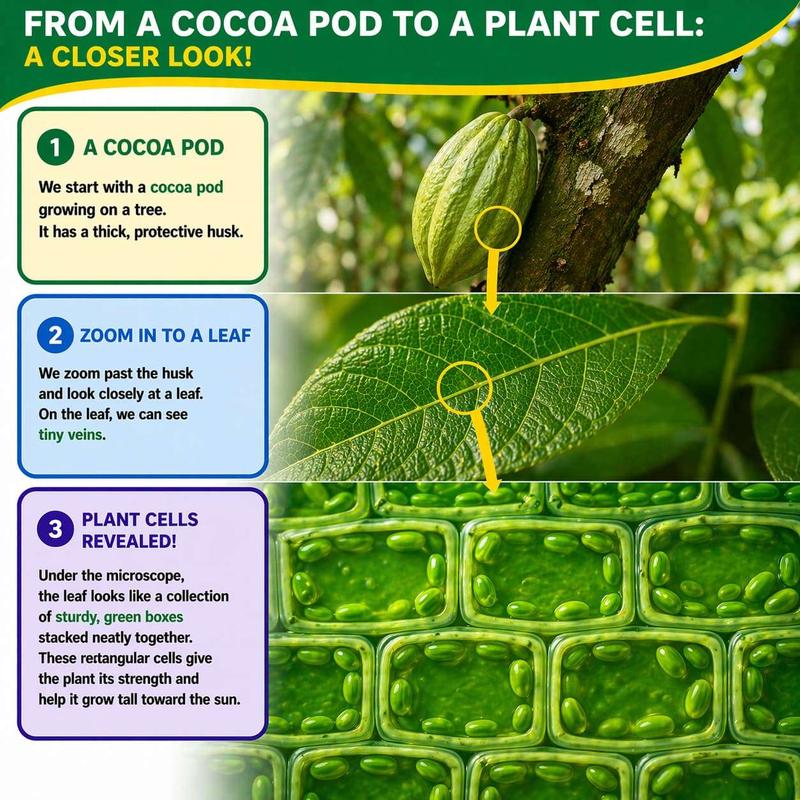 FROM A COCOA POD TO A PLANT CELL:
A CLOSER LOOK!
1 A COCOA POD
We start with a cocoa pod
growing on a tree.
It has a thick, protective husk.
2 ZOOM IN TO A LEAF
We zoom past the husk
and look closely at a leaf.
On the leaf, we can see
tiny veins.
3 PLANT CELLS
REVEALED!
Under the microscope,
the leaf looks like a collection
of sturdy, green boxes
stacked neatly together.
These rectangular cells give
the plant its strength and
help it grow tall toward the sun.